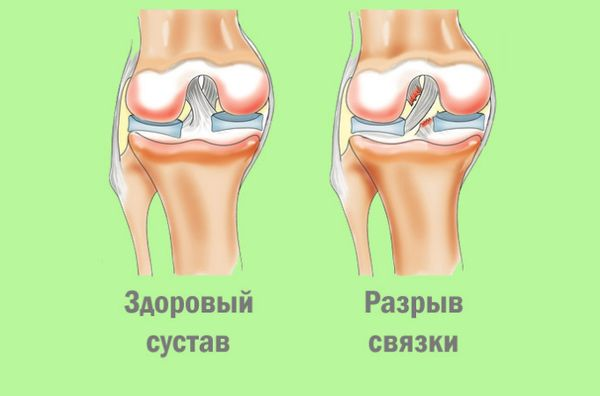 Здоровый
сустав
Разрыв
связки